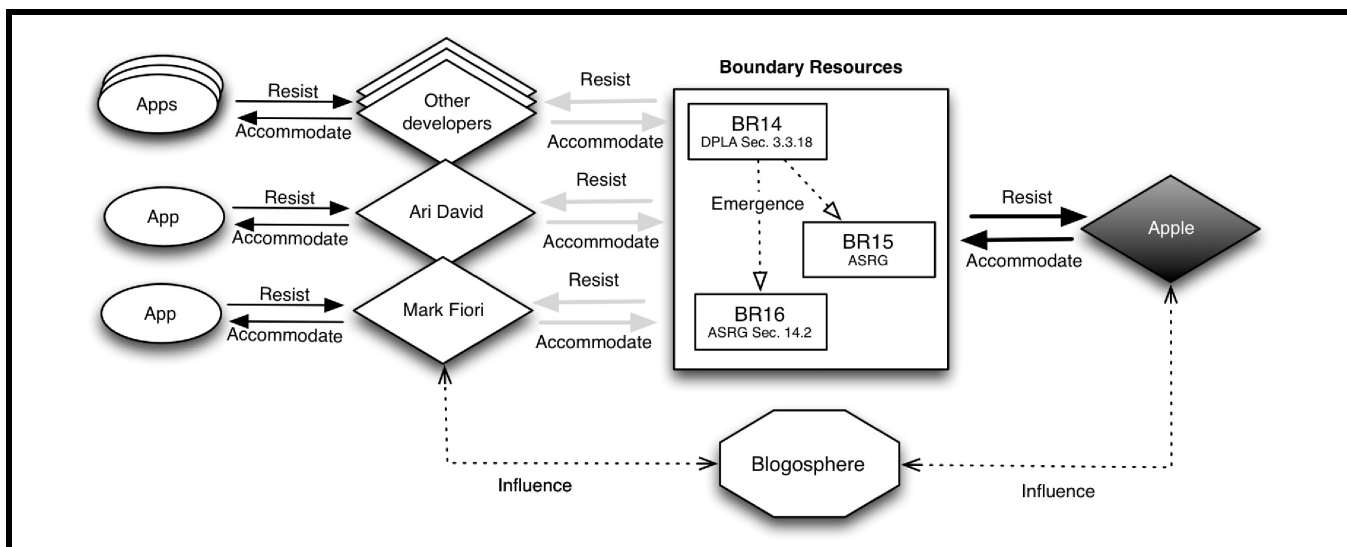 Boundary Resources
Apps
Resist
Accommodate
Other
developers
Resist
Accommodate
BR14
DPLA Sec. 3.3.18
Emergence
BR15
ASRG
BR16
ASRG Sec. 14.2
App
Resist
Accommodate
Ari David
Resist
Accommodate
Resist
Accommodate
Apple
App
Resist
Accommodate
Mark Fiori
Resist
Accommodate
Blogosphere
Influence
Influence